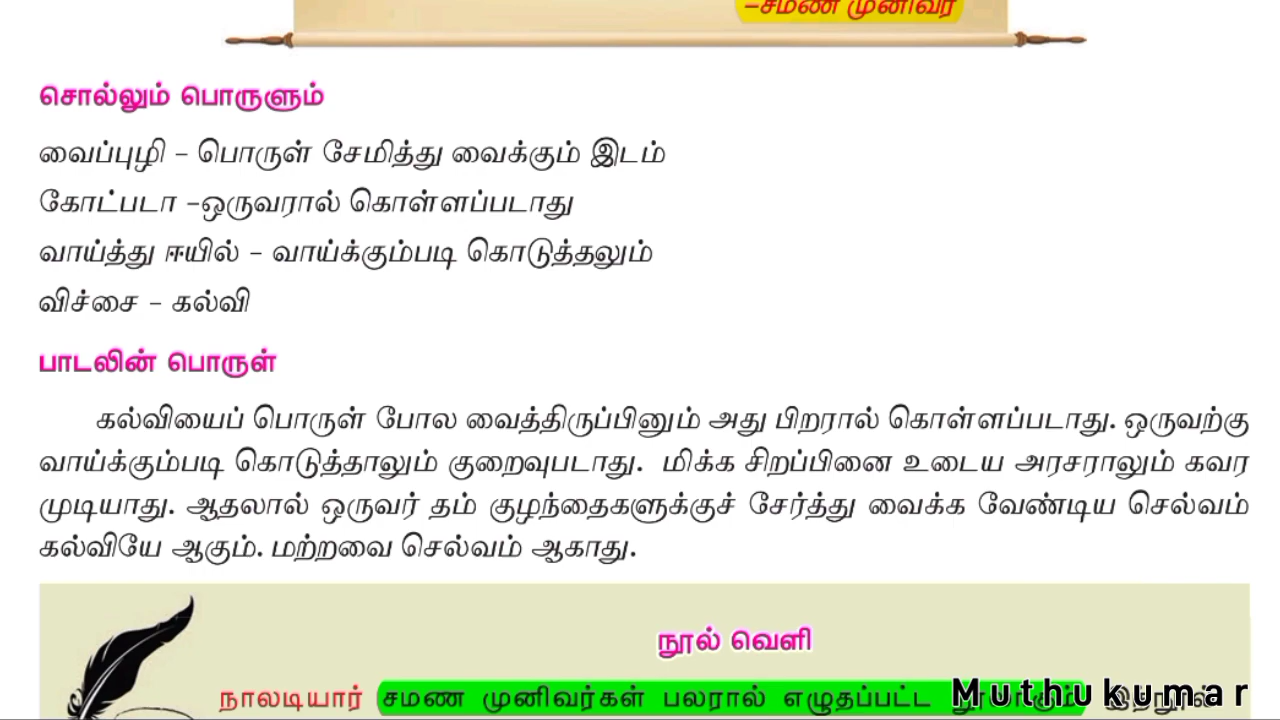 -சமண முனிவர்
சொல்லும் பொருளும்
வைப்புழி - பொருள் சேமித்து வைக்கும் இடம்
கோட்படா -ஒருவரால் கொள்ளப்படாது
வாய்த்து ஈயில் - வாய்க்கும்படி கொடுத்தலும்
விச்சை - கல்வி
பாடலின் பொருள்
கல்வியைப் பொருள் போல வைத்திருப்பினும் அது பிறரால் கொள்ளப்படாது. ஒருவற்கு
வாய்க்கும்படி கொடுத்தாலும் குறைவுபடாது. மிக்க சிறப்பினை உடைய அரசராலும் கவர
முடியாது. ஆதலால் ஒருவர் தம் குழந்தைகளுக்குச் சேர்த்து வைக்க வேண்டிய செல்வம்
கல்வியே ஆகும். மற்றவை செல்வம் ஆகாது.
நூல் வெளி
நாலடியார் சமண முனிவர்கள் பலரால் எழுதப்பட்ட
Muthukumar